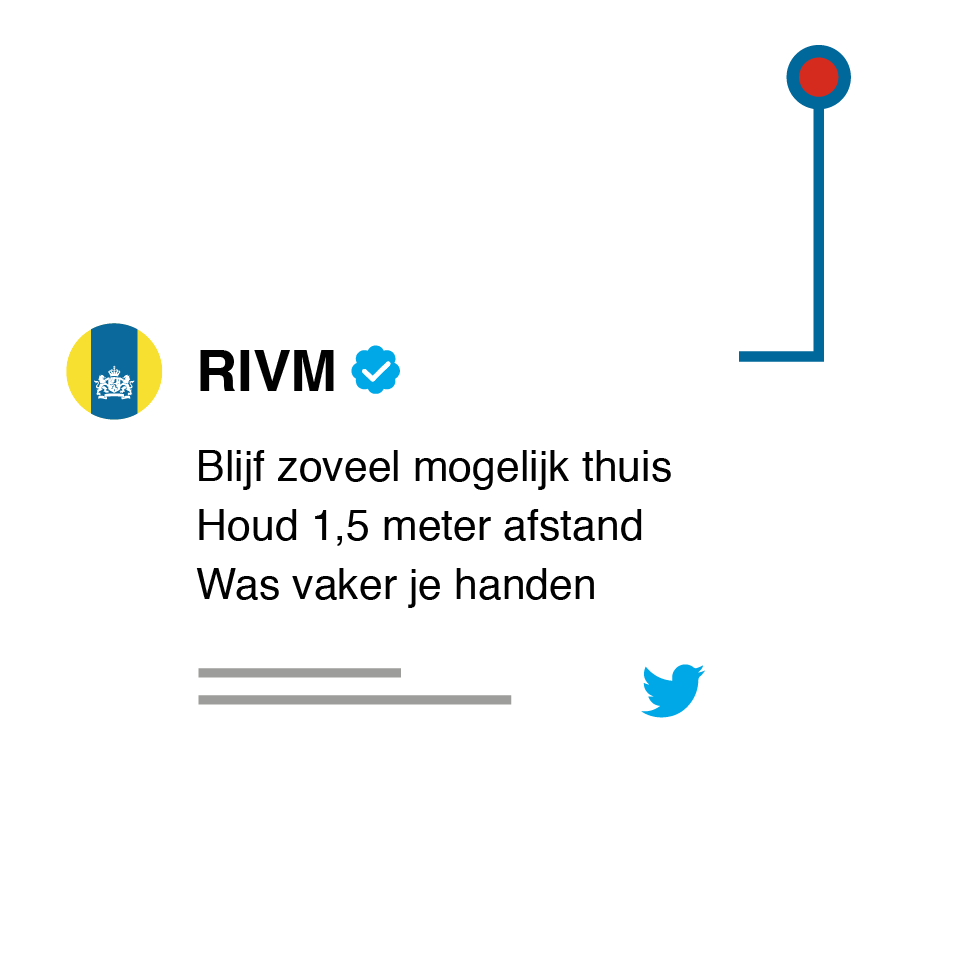 RIVM
Blijf zoveel mogelijk thuis
Houd 1,5 meter afstand
Was vaker je handen